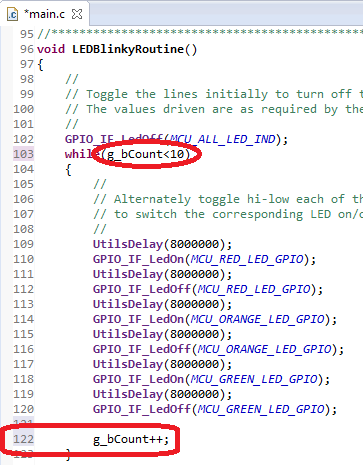 *main.c
95 //******************************************
96 void LEDBlinkyRoutine()
97 {
98 //
99 // Toggle the lines initially to turn off t
100 // The values driven are as required by the
101 //
102 GPIO_IF_LedOff(MCU_ALL_LED_IND);
103 while(g_bCount<10)
104 {
105 //
106 // Alternately toggle hi-low each of th
107 // to switch the corresponding LED on/o
108 //
109 UtilsDelay(8000000);
110 GPIO_IF_LedOn(MCU_RED_LED_GPIO);
111 UtilsDelay(8000000);
112 GPIO_IF_LedOff(MCU_RED_LED_GPIO);
113 UtilsDelay(8000000);
114 GPIO_IF_LedOn(MCU_ORANGE_LED_GPIO);
115 UtilsDelay(8000000);
116 GPIO_IF_LedOff(MCU_ORANGE_LED_GPIO);
117 UtilsDelay(8000000);
118 GPIO_IF_LedOn(MCU_GREEN_LED_GPIO);
119 UtilsDelay(8000000);
120 GPIO_IF_LedOff(MCU_GREEN_LED_GPIO);
122 g_bCount++;
}